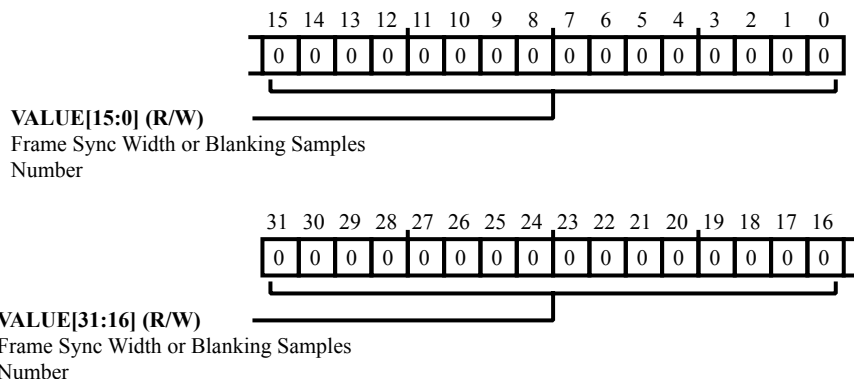 15 14 13 12 11 10 9 8 7 6 5 4 3 2 1 0
0 0 0 0 0 0 0 0 0 0 0 0 0 0 0 0
VALUE[15:0] (R/W)
Frame Sync Width or Blanking Samples
Number
31 30 29 28 27 26 25 24 23 22 21 20 19 18 17 16
0 0 0 0 0 0 0 0 0 0 0 0 0 0 0 0
VALUE[31:16] (R/W)
Frame Sync Width or Blanking Samples
Number